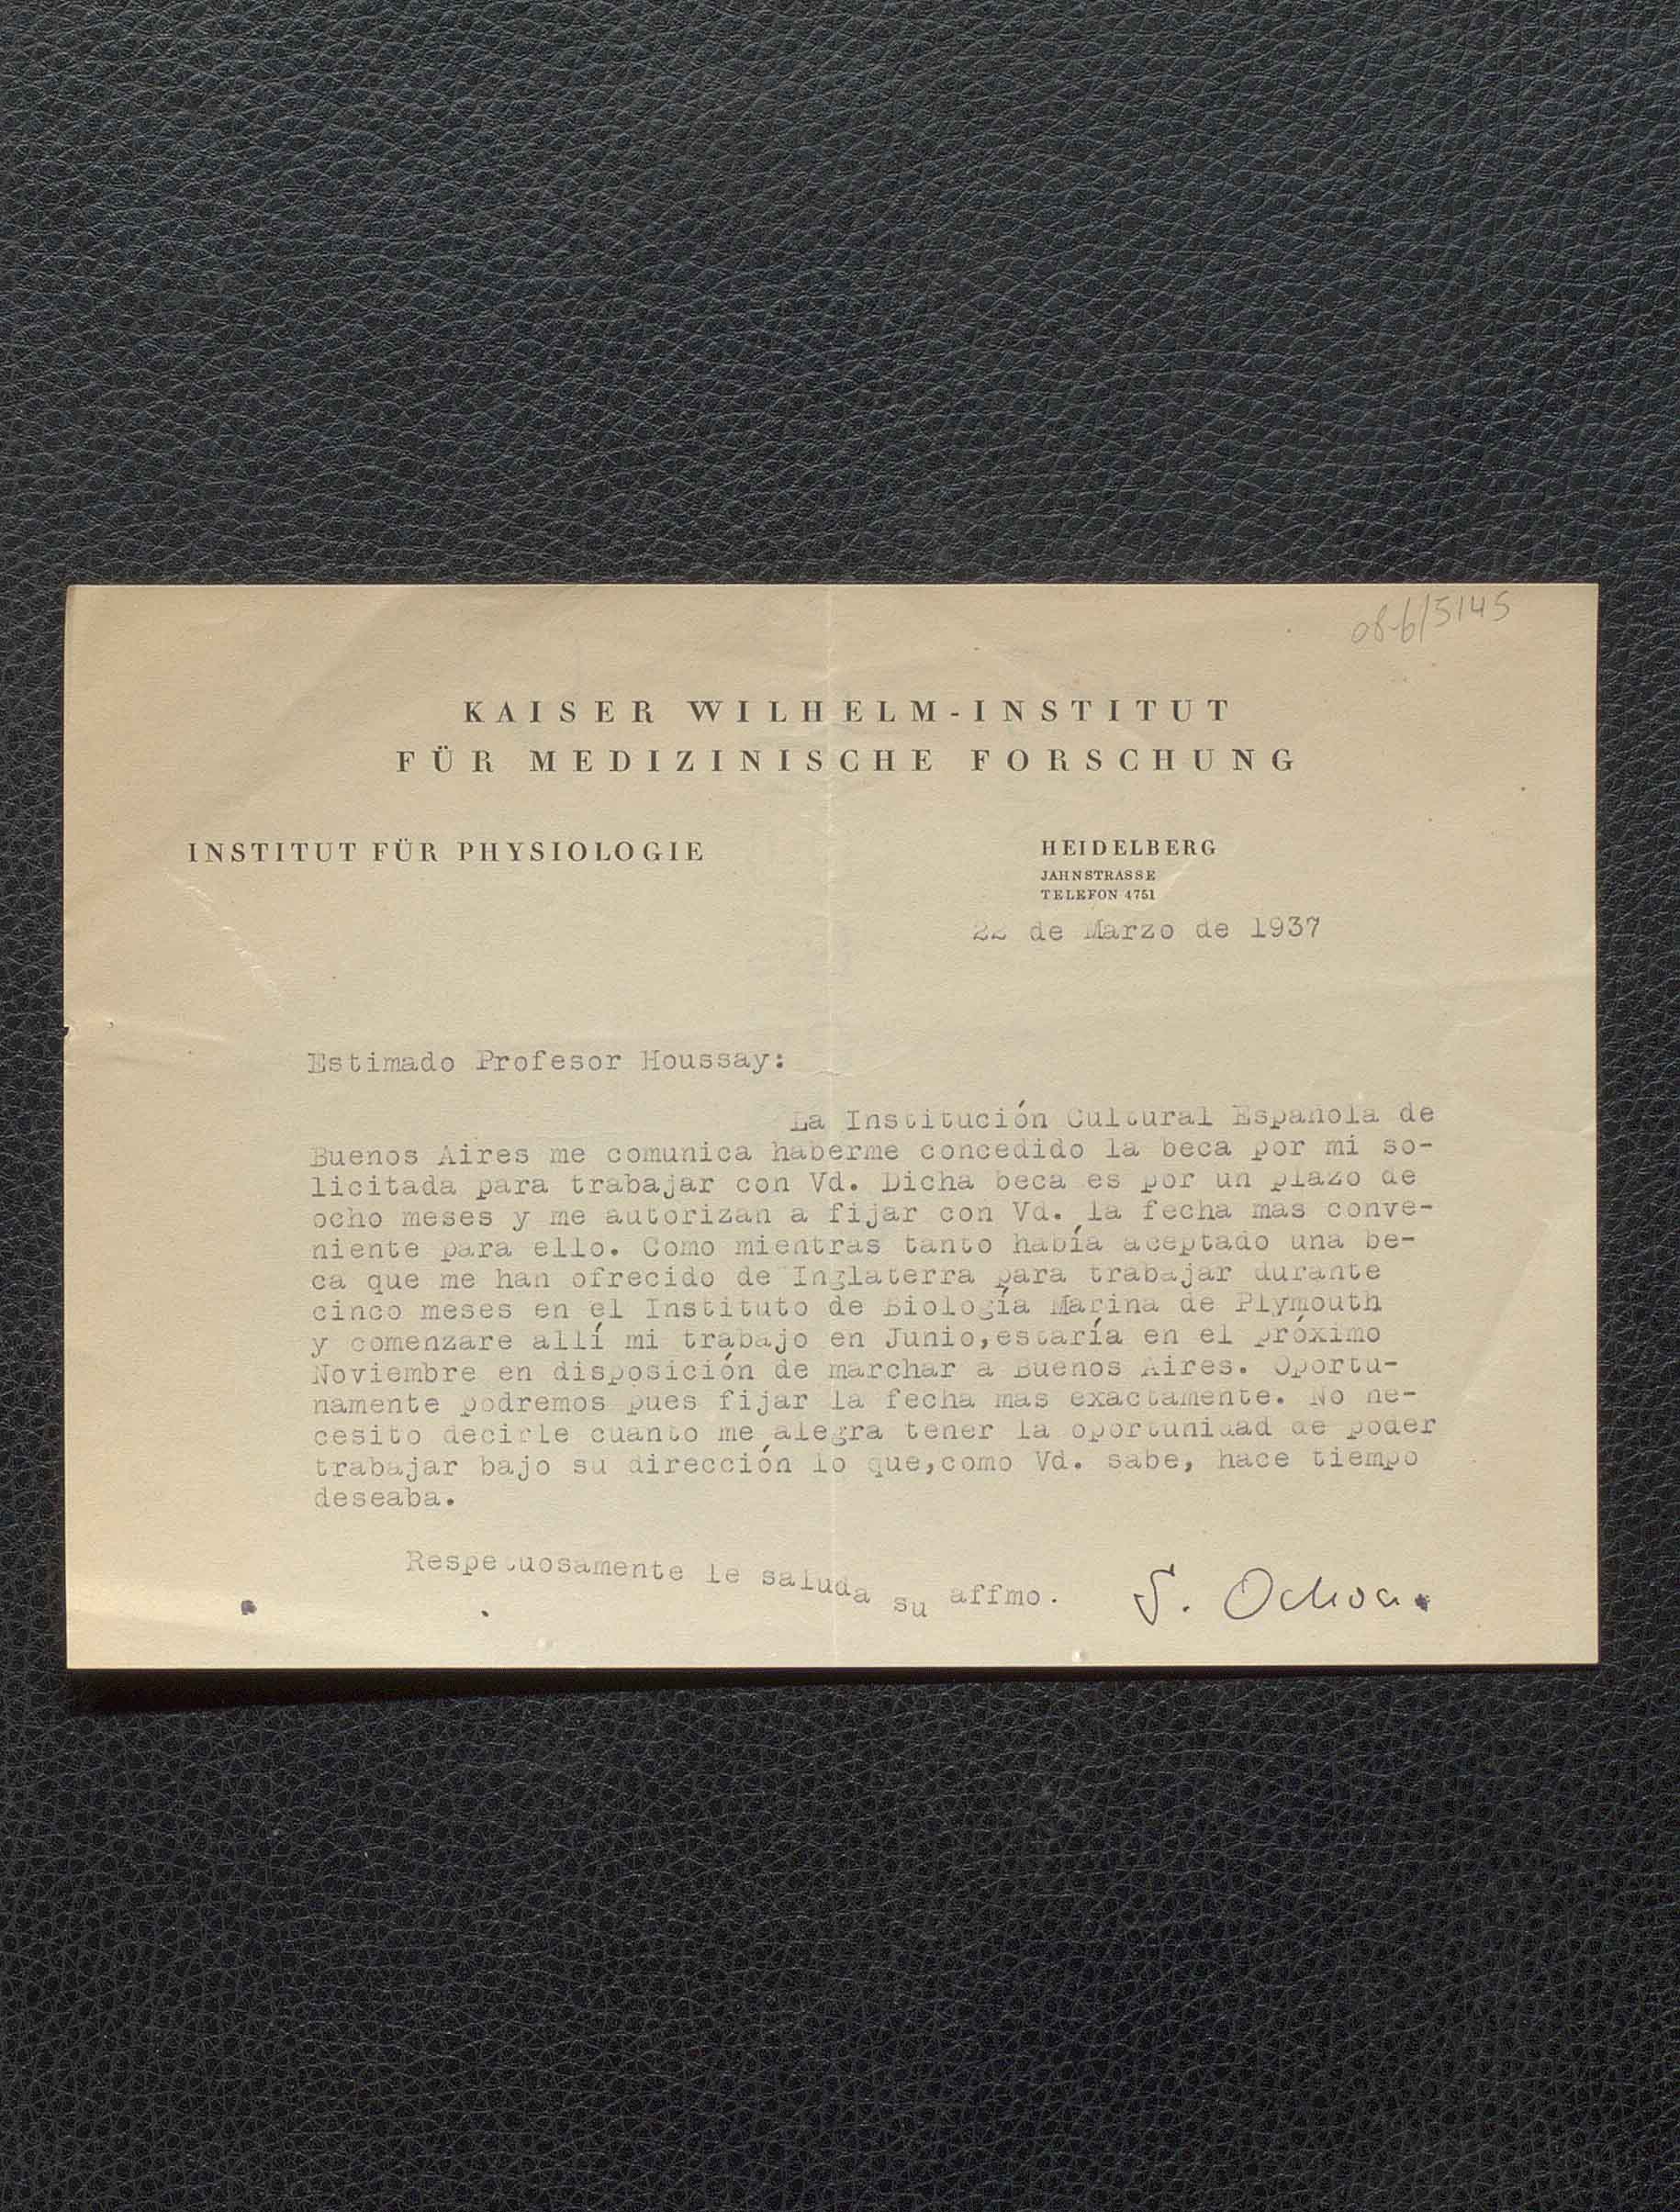 08-6/5145
KAISER WILHELM-INSTITUT
FÜR MEDIZINISCHE FORSCHUNG
INSTITUT FÜR PHYSIOLOGIE
HEIDELBERG
JAHNSTRASSE
TELEFON 4751
22 de Marzo de 1937
Estimado Profesor Houssay:
La Institución Cultural Española de
Buenos Aires me comunica haberme concedido la beca por mi so-
licitada para trabajar con Vd. Dicha beca es por un plazo de
ocho meses y me autorizan a fijar con Vd. la fecha mas conve-
niente para ello. Como mientras tanto había aceptado una be-
ca que me han ofrecido de Inglaterra para trabajar durante
cinco meses en el Instituto de Biología Marina de Plymouth
y comenzare allí mi trabajo en Junio,estaría en el próximo
Noviembre en disposición de marchar a Buenos Aires. Oportu-
namente podremos pues fijar la fecha mas exactamente. No ne-
cesito decirle cuanto me alegra tener la oportunidad de poder
trabajar bajo su dirección lo que,como Vd. sabe, hace tiempo
deseaba.
Respetuosamente le saluda su affmo.
S. Ochoa.